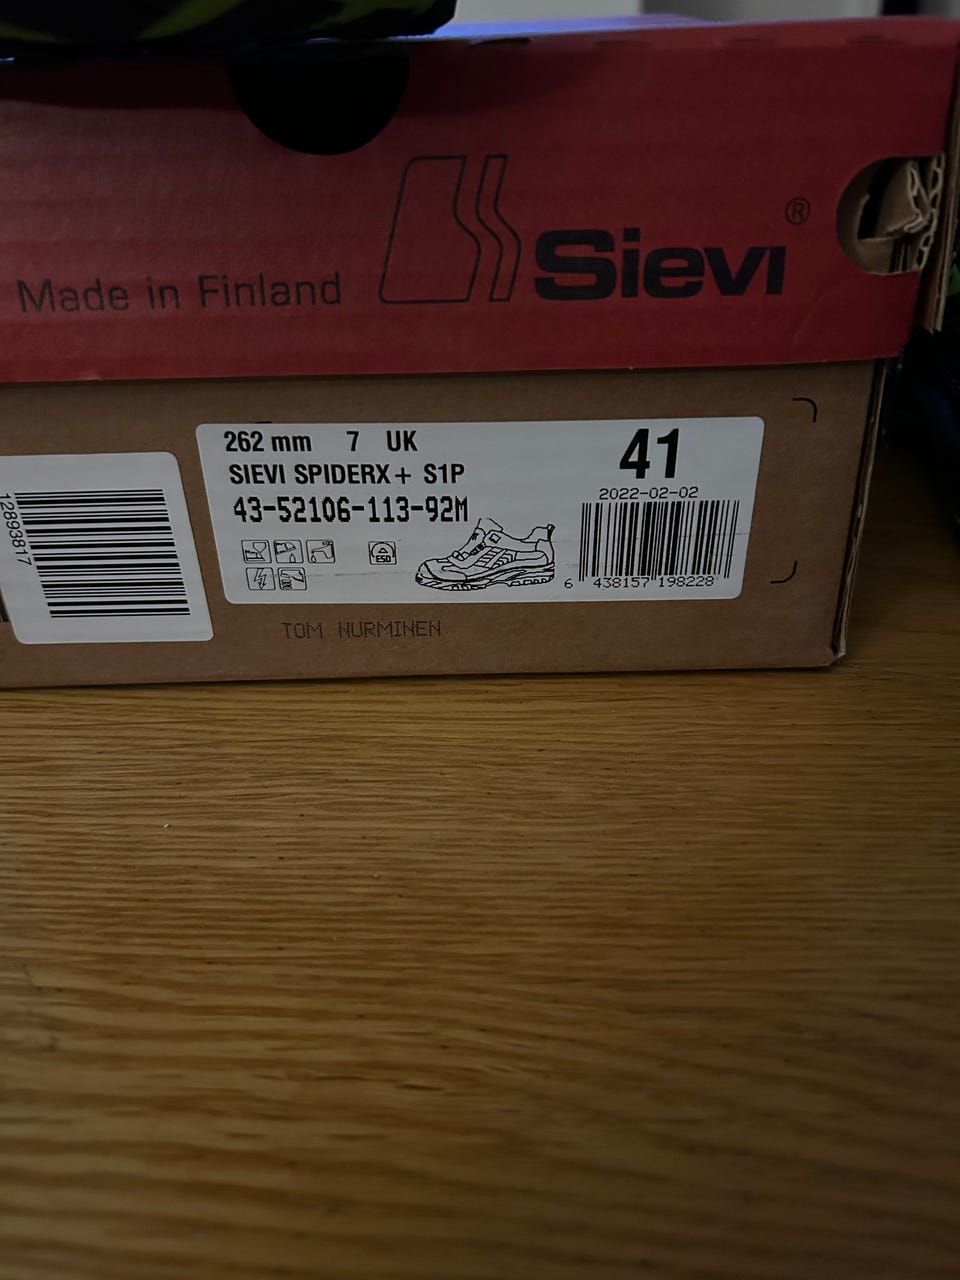 Made in Finland
Sievi®
262 mm 7 UK
41
SIEVI SPIDERX+ S1P
2022-02-02
43-52106-113-92M
ESD
6 438157 198228
12893817
TOM NURMINEN